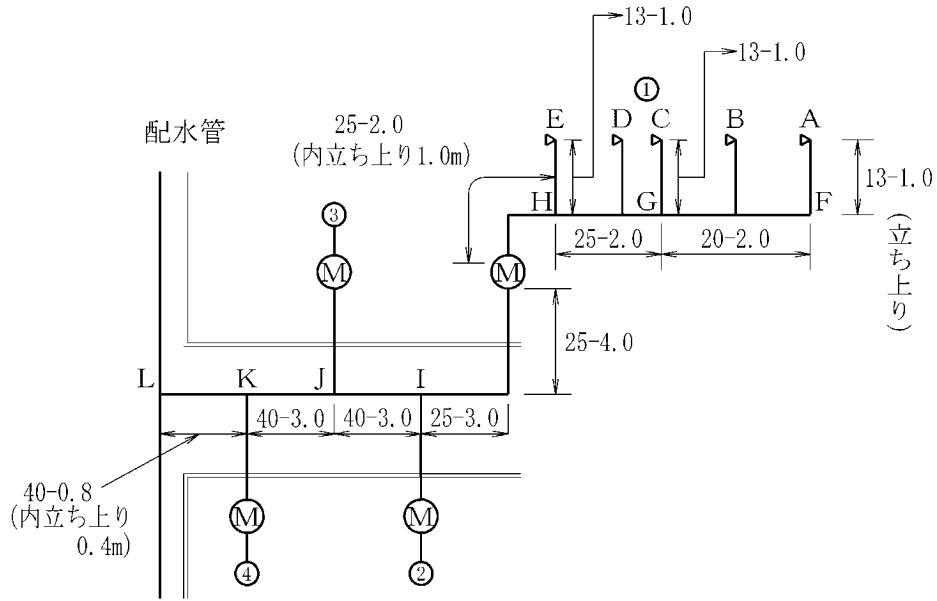 13-1.0
13-1.0
①
E D C B A
配水管
25-2.0
(内立ち上り1.0m)
13-1.0
(立ち上り)
H G F
③
25-2.0 20-2.0
M M
25-4.0
L K J I
40-3.0 40-3.0 25-3.0
40-0.8
(内立ち上り
0.4m)
M M
④ ②